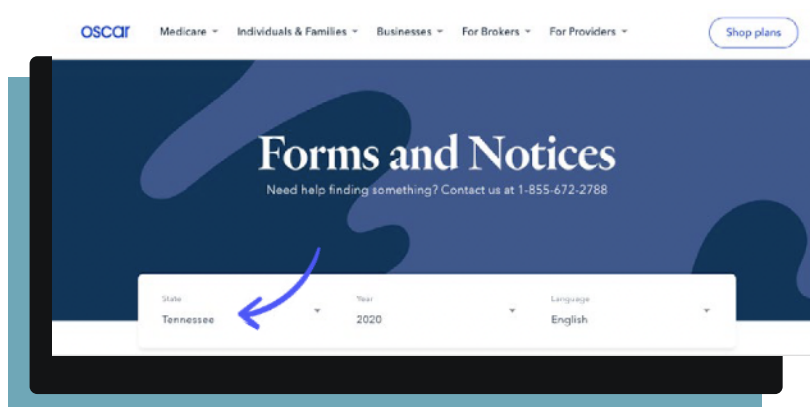 oscar Medicare Individuals & Families Businesses For Brokers For Providers Shop plans
Forms and Notices
Need help finding something? Contact us at 1-855-672-2788
State Year Language
Tennessee 2020 English